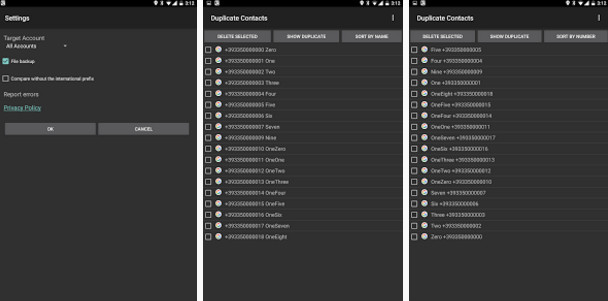 3:12
Settings
Target Account
All Accounts
File backup
Compare without the international prefix
Report errors
Privacy Policy
OK
CANCEL
3:12
Duplicate Contacts
DELETE SELECTED
SHOW DUPLICATE
SORT BY NAME
+393350000000 Zero
+393350000001 One
+393350000002 Two
+393350000003 Three
+393350000004 Four
+393350000005 Five
+393350000006 Six
+393350000007 Seven
+393350000009 Nine
+393350000010 OneZero
+393350000011 OneOne
+393350000012 OneTwo
+393350000013 OneThree
+393350000014 OneFour
+393350000015 OneFive
+393350000016 OneSix
+393350000017 OneSeven
+393350000018 OneEight
3:13
Duplicate Contacts
DELETE SELECTED
SHOW DUPLICATE
SORT BY NUMBER
Five +393350000005
Four +393350000004
Nine +393350000009
One +393350000001
OneEight +393350000018
OneFive +393350000015
OneFour +393350000014
OneOne +393350000011
OneSeven +393350000017
OneSix +393350000016
OneThree +393350000013
OneTwo +393350000012
OneZero +393350000010
Seven +393350000007
Six +393350000006
Three +393350000003
Two +393350000002
Zero +393350000000